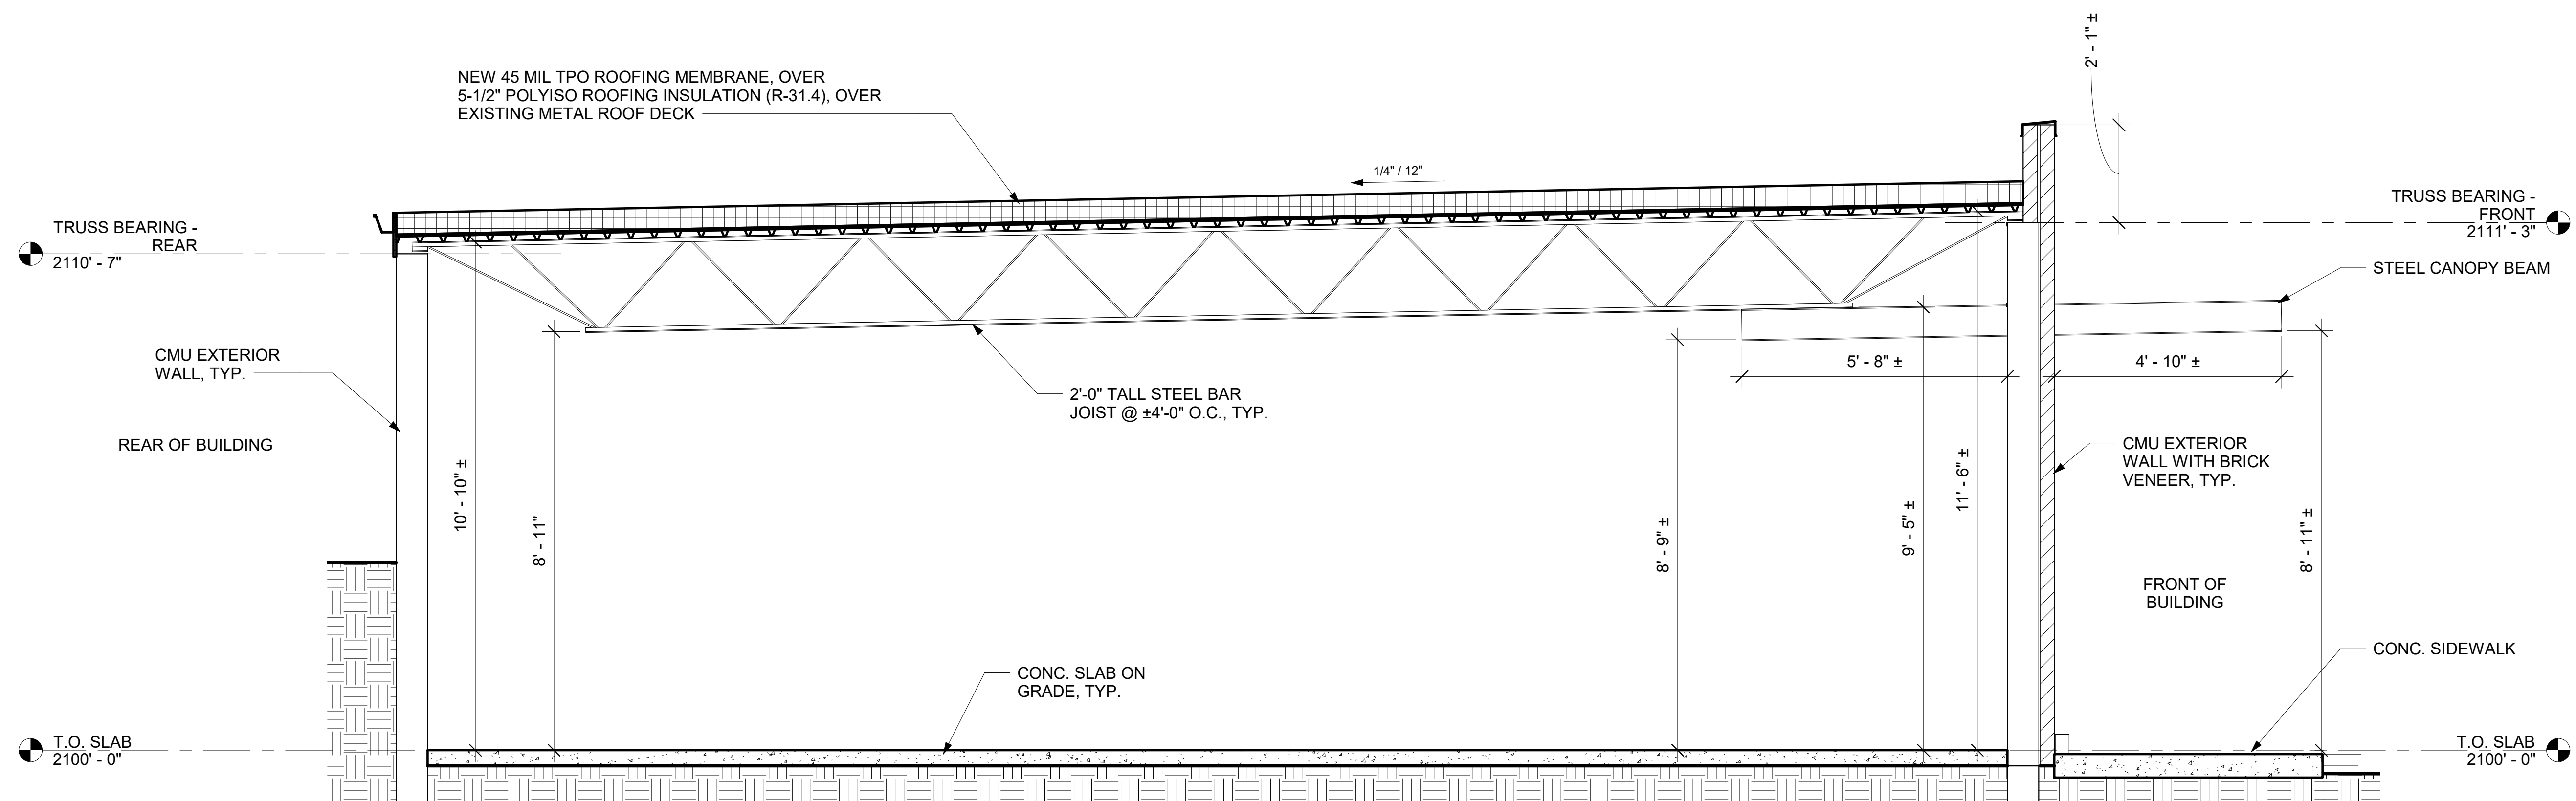 2' - 1" ±
NEW 45 MIL TPO ROOFING MEMBRANE, OVER
5-1/2" POLYISO ROOFING INSULATION (R-31.4), OVER
EXISTING METAL ROOF DECK
1/4" / 12"
TRUSS BEARING -
REAR
2110' - 7"
TRUSS BEARING -
FRONT
2111' - 3"
STEEL CANOPY BEAM
CMU EXTERIOR
WALL, TYP.
5' - 8" ±
4' - 10" ±
2'-0" TALL STEEL BAR
JOIST @ ±4'-0" O.C., TYP.
REAR OF BUILDING
CMU EXTERIOR
WALL WITH BRICK
VENEER, TYP.
10' - 10" ±
8' - 11"
8' - 9" ±
9' - 5" ±
11' - 6" ±
8' - 11" ±
FRONT OF
BUILDING
CONC. SIDEWALK
CONC. SLAB ON
GRADE, TYP.
T.O. SLAB
2100' - 0"
T.O. SLAB
2100' - 0"